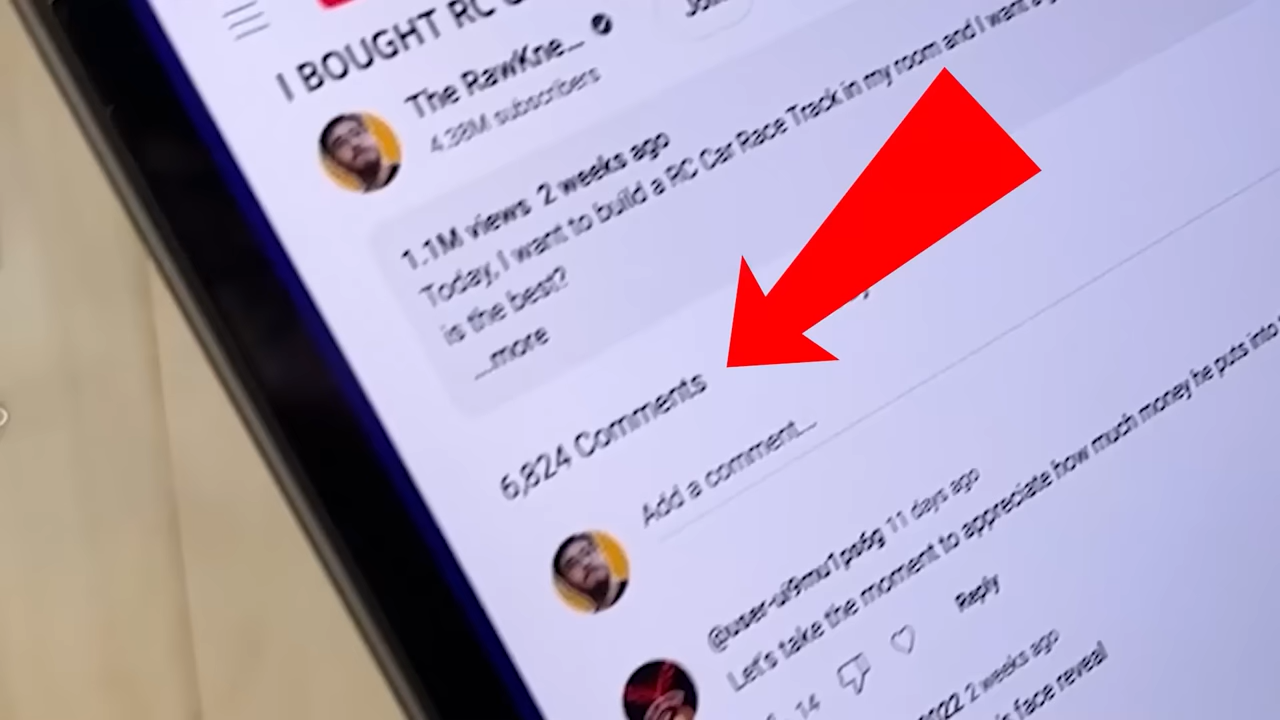 I BOUGHT RC
The RawKne...
4.38M subscribers
1.1M views 2 weeks ago
Today, I want to build a RC Car Race Track in my room and I want a
is the best?
...more
6,824 Comments
Add a comment...
@user-ui9mu1ps6g 11 days ago
Let's take the moment to appreciate how much money he puts into
14
Reply
2022 2 weeks ago
face reveal